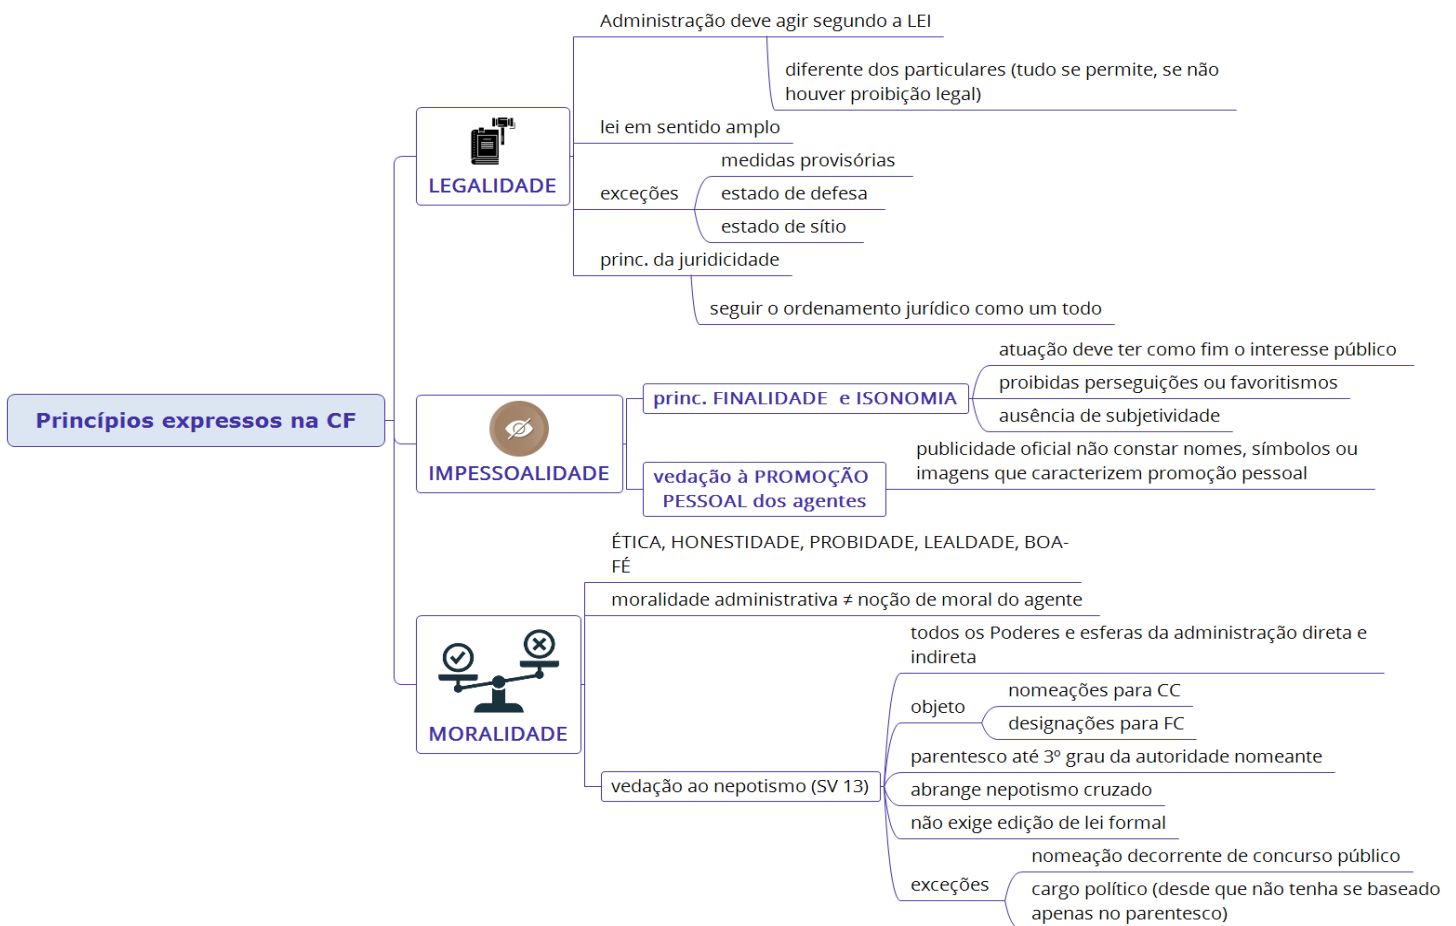 Princípios expressos na CF
LEGALIDADE
Administração deve agir segundo a LEI
diferente dos particulares (tudo se permite, se não
houver proibição legal)
lei em sentido amplo
exceções
medidas provisórias
estado de defesa
estado de sítio
princ. da juridicidade
seguir o ordenamento jurídico como um todo
IMPESSOALIDADE
princ. FINALIDADE e ISONOMIA
atuação deve ter como fim o interesse público
proibidas perseguições ou favoritismos
ausência de subjetividade
vedação à PROMOÇÃO
PESSOAL dos agentes
publicidade oficial não constar nomes, símbolos ou
imagens que caracterizem promoção pessoal
MORALIDADE
ÉTICA, HONESTIDADE, PROBIDADE, LEALDADE, BOA-
FÉ
moralidade administrativa ≠ noção de moral do agente
vedação ao nepotismo (SV 13)
todos os Poderes e esferas da administração direta e
indireta
objeto
nomeações para CC
designações para FC
parentesco até 3º grau da autoridade nomeante
abrange nepotismo cruzado
não exige edição de lei formal
exceções
nomeação decorrente de concurso público
cargo político (desde que não tenha se baseado
apenas no parentesco)